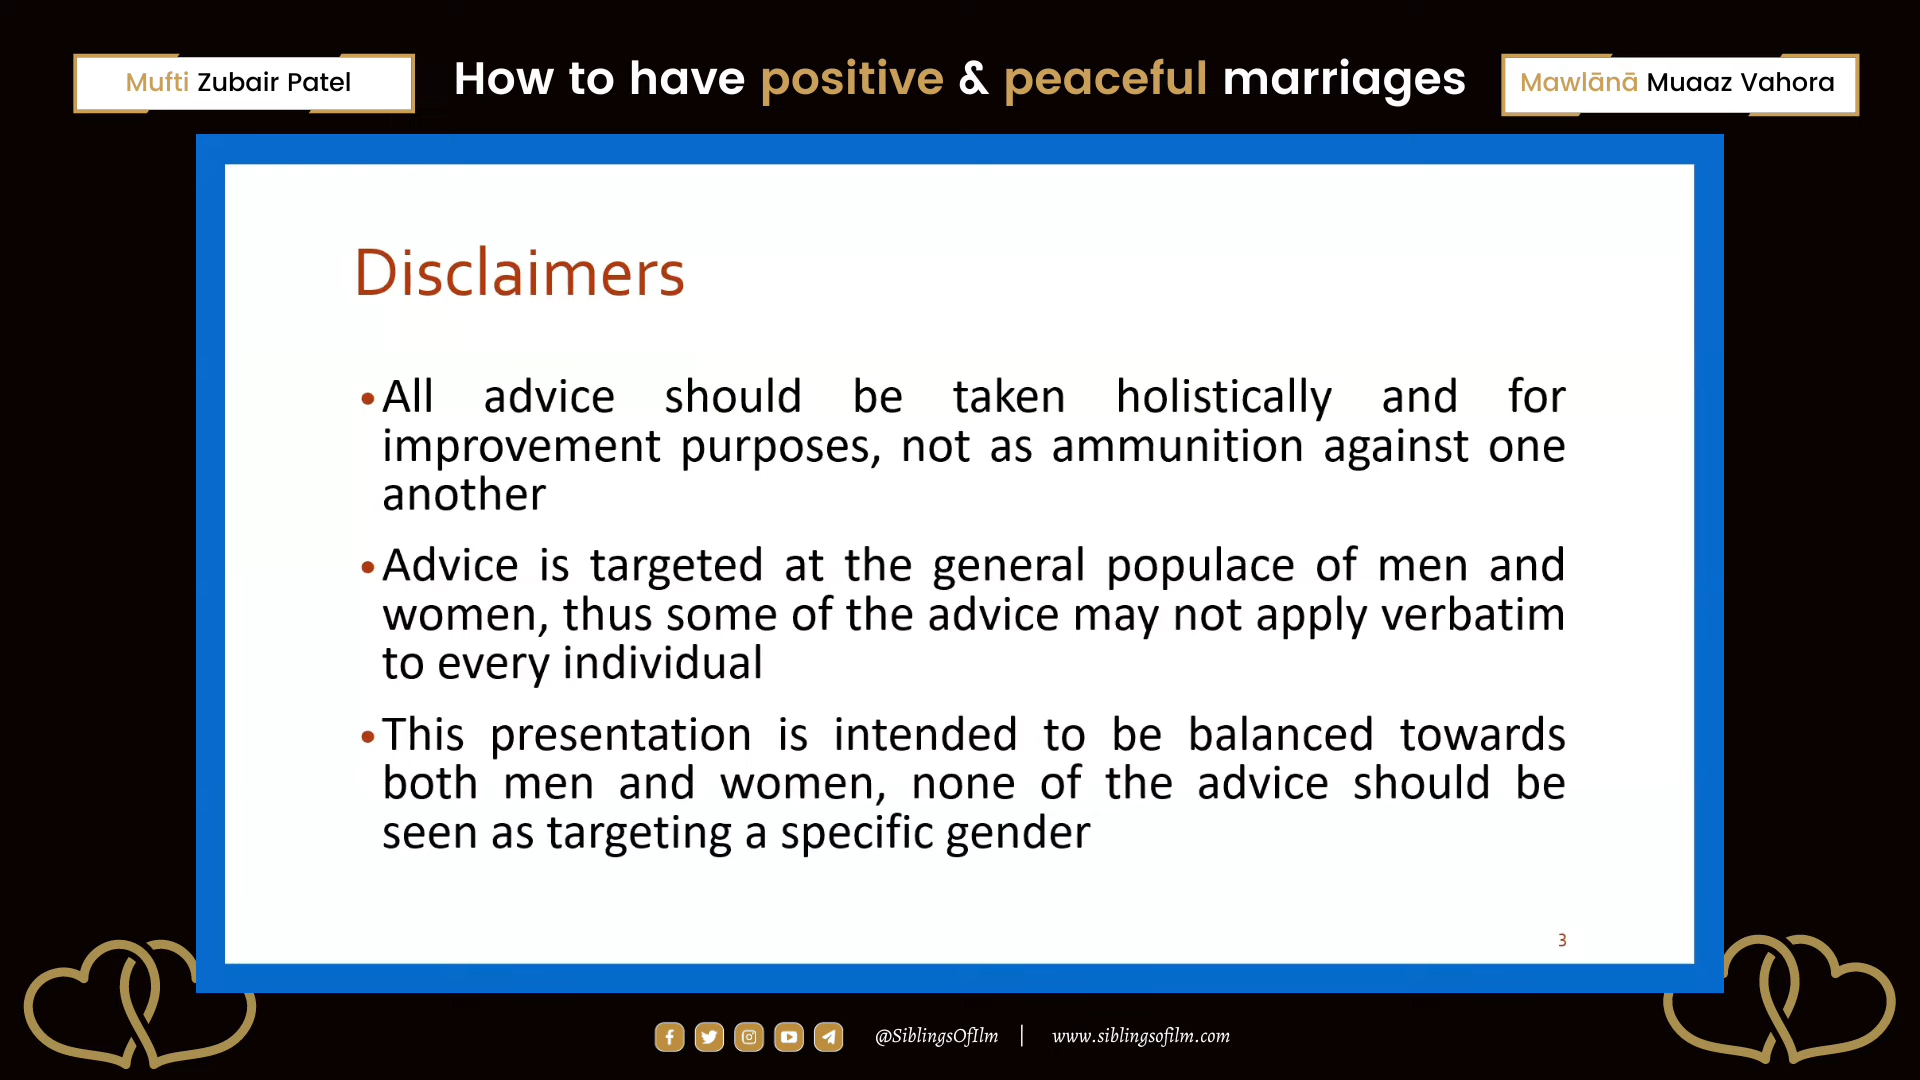 Mufti Zubair Patel
How to have positive & peaceful marriages
Mawlānā Muaaz Vahora
Disclaimers
•All advice should be taken holistically and for
improvement purposes, not as ammunition against one
another
•Advice is targeted at the general populace of men and
women, thus some of the advice may not apply verbatim
to every individual
•This presentation is intended to be balanced towards
both men and women, none of the advice should be
seen as targeting a specific gender
3
@SiblingsOfIlm | www.siblingsofilm.com